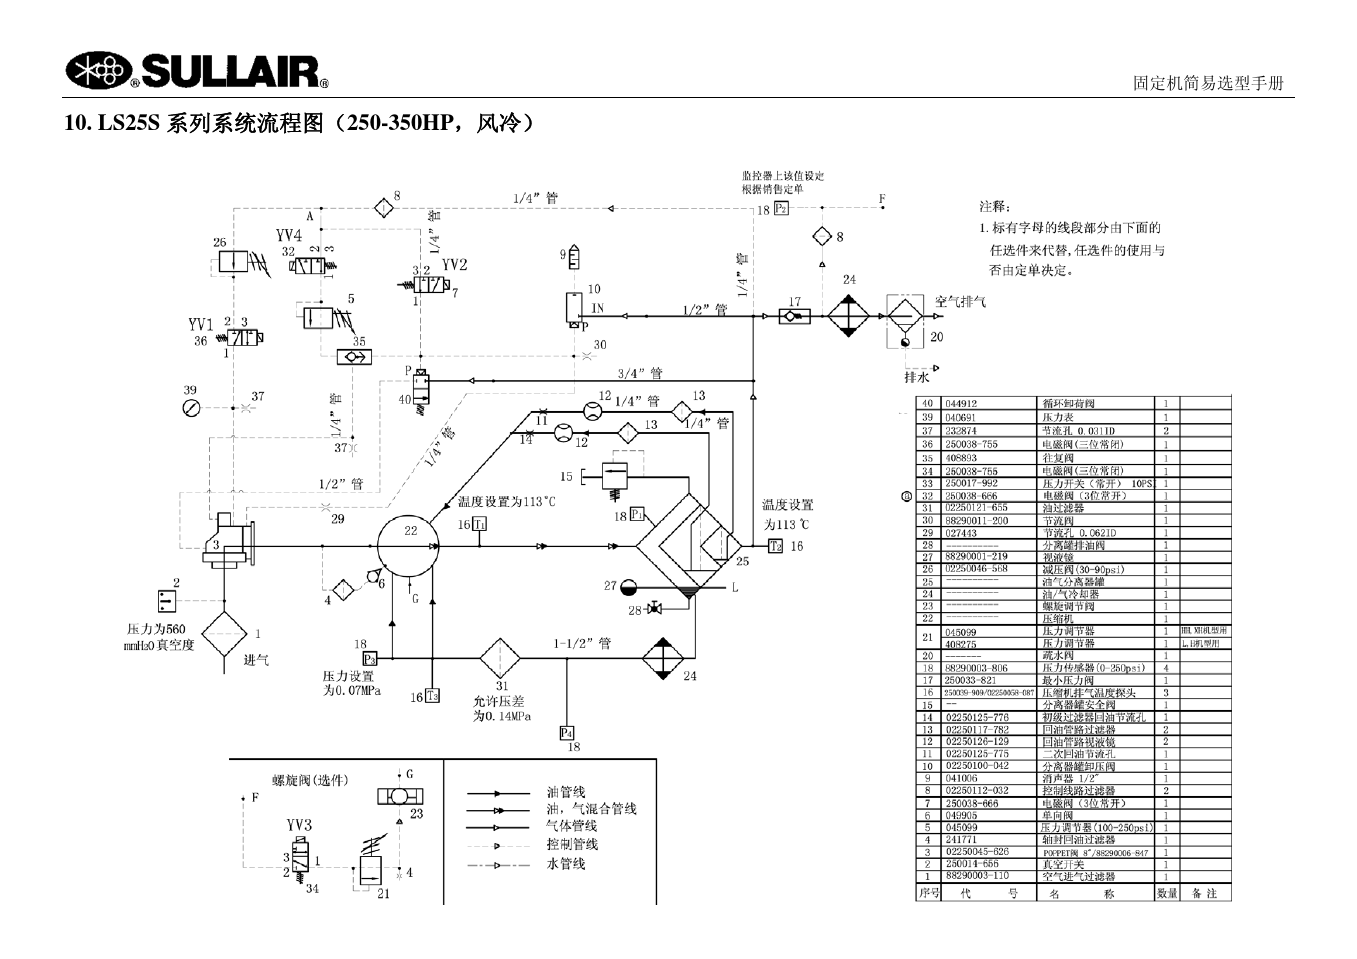 SULLAIR
固定机简易选型手册
10. LS25S 系列系统流程图（250-350HP，风冷）
监控器上该值设定
根据销售定单
18 P2
F
注释:
1.标有字母的线段部分由下面的
任选件来代替,任选件的使用与
否由定单决定。
8
1/4” 管
A
26
YV4
32
2 3
1
1/4” 管
3 2
YV2
1
7
9
10
IN
P
1/4” 管
8
24
5
YV1
36
2 3
1
35
1/2” 管
17
空气排气
20
排水
30
P
40
3/4” 管
39
37
1/4” 管
37
1/4” 管
12
1/4” 管
13
11
14
12
13
1/4” 管
1/2” 管
29
15
温度设置为113°C
16 T1
18 P1
温度设置
为113 ℃
T2 16
3
22
25
2
4
6
G
27
L
28
压力为560
mmH2O真空度
1
进气
18
P3
压力设置
为0.07MPa
16 T3
31
允许压差
为0.14MPa
1-1/2” 管
24
P4
18
螺旋阀(选件)
F
G
23
YV3
3
2
1
34
21
4
油管线
油，气混合管线
气体管线
控制管线
水管线
40 044912 循环卸荷阀 1
39 040691 压力表 1
37 232874 节流孔 0.031ID 2
36 250038-755 电磁阀(三位常闭) 1
35 408893 往复阀 1
34 250038-755 电磁阀(三位常闭) 1
33 250017-992 压力开关（常开） 10PSI 1
32 250038-666 电磁阀（3位常开） 1
31 02250121-655 油过滤器 1
30 88290011-200 节流阀 1
29 027443 节流孔 0.062ID 1
28 ---------- 分离罐排油阀 1
27 88290001-219 视液镜 1
26 02250046-568 减压阀(30-90psi) 1
25 ---------- 油气分离器罐 1
24 ---------- 油/气冷却器 1
23 ---------- 螺旋调节阀 1
22 ---------- 压缩机 1
21 045099 压力调节器 1 HH, XH机型用
408275 压力调节器 1 L, H机型用
20 ------- 疏水阀 1
18 88290003-806 压力传感器(0-250psi) 4
17 250033-821 最小压力阀 1
16 250039-909/02250058-087 压缩机排气温度探头 3
15 -- 分离器罐安全阀 1
14 02250125-776 初级过滤器回油节流孔 1
13 02250117-782 回油管路过滤器 2
12 02250126-129 回油管路视液镜 2
11 02250125-775 二次回油节流孔 1
10 02250100-042 分离器罐卸压阀 1
9 041006 消声器 1/2" 1
8 02250112-032 控制线路过滤器 2
7 250038-666 电磁阀（3位常开） 1
6 049905 单向阀 1
5 045099 压力调节器(100-250psi) 1
4 241771 轴封回油过滤器 1
3 02250045-626 POPPET阀 8"/88290006-847 1
2 250014-656 真空开关 1
1 88290003-110 空气进气过滤器 1
序号 代 号 名 称 数量 备 注